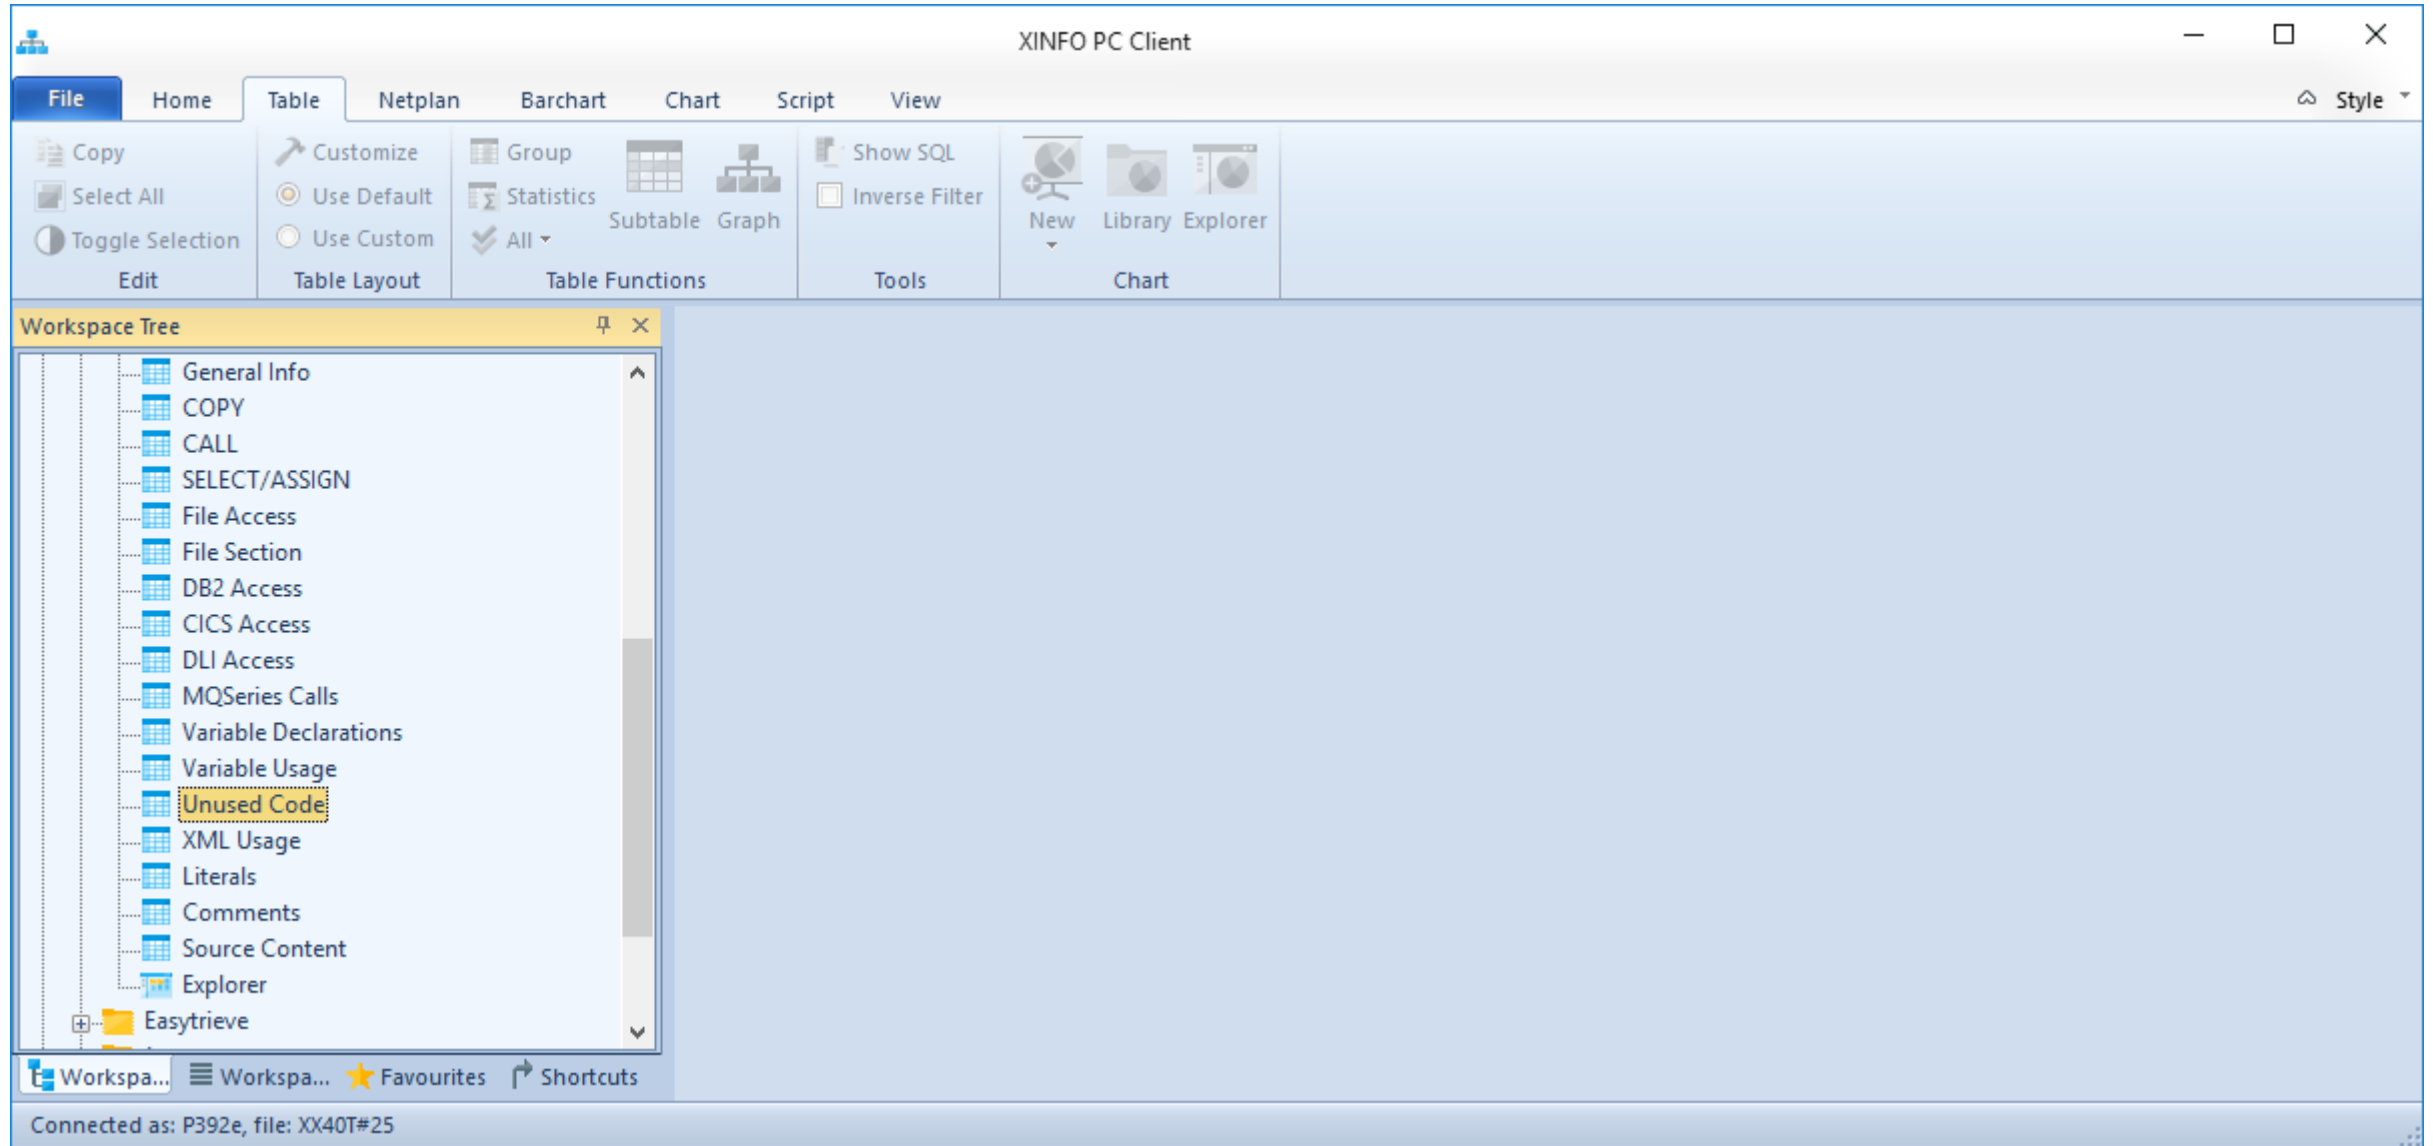 XINFO PC Client
File Home Table Netplan Barchart Chart Script View Style
Copy Customize Group Show SQL
Select All Use Default Statistics Subtable Graph Inverse Filter New Library Explorer
Toggle Selection Use Custom All
Edit Table Layout Table Functions Tools Chart
Workspace Tree
General Info
COPY
CALL
SELECT/ASSIGN
File Access
File Section
DB2 Access
CICS Access
DLI Access
MQSeries Calls
Variable Declarations
Variable Usage
Unused Code
XML Usage
Literals
Comments
Source Content
Explorer
Easytrieve
Workspa... Workspa... Favourites Shortcuts
Connected as: P392e, file: XX40T#25